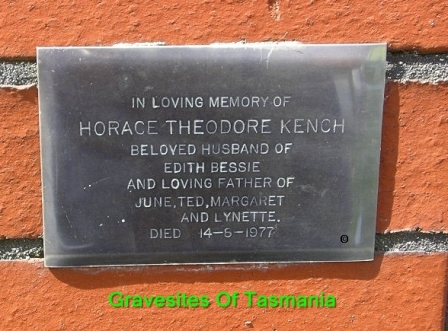 IN LOVING MEMORY OF
HORACE THEODORE KENCH
BELOVED HUSBAND OF
EDITH BESSIE
AND LOVING FATHER OF
JUNE, TED, MARGARET
AND LYNETTE.
DIED 14-5-1977
Gravesites Of Tasmania